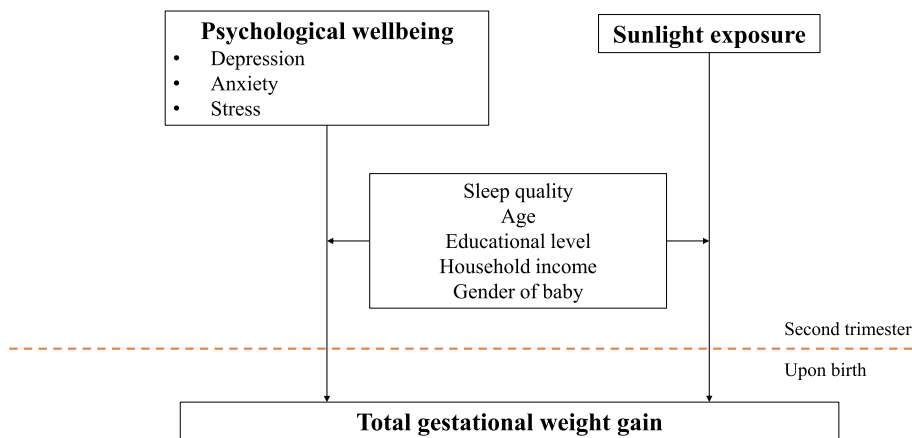 Psychological wellbeing
• Depression
• Anxiety
• Stress
Sunlight exposure
Sleep quality
Age
Educational level
Household income
Gender of baby
Second trimester
Upon birth
Total gestational weight gain